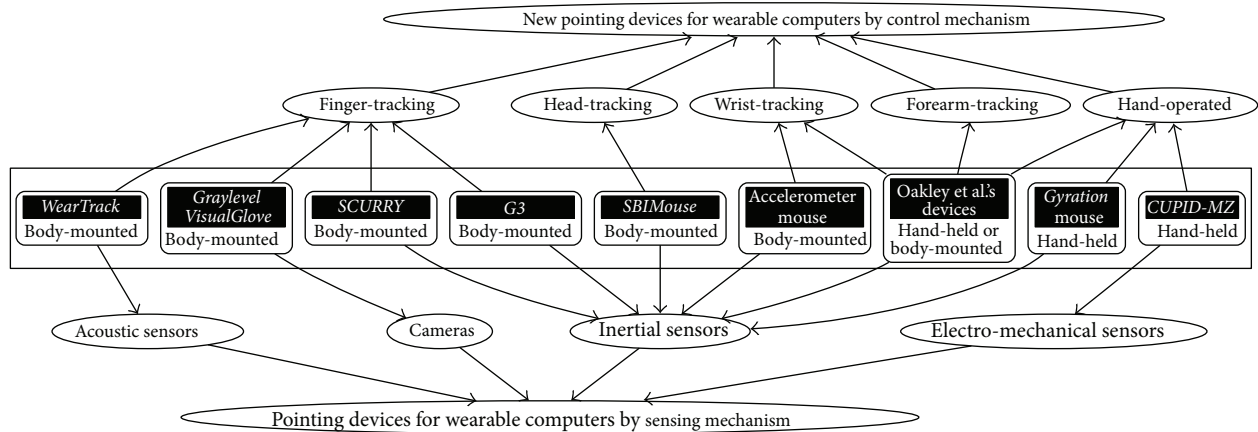 New pointing devices for wearable computers by control mechanism
Finger-tracking
Head-tracking
Wrist-tracking
Forearm-tracking
Hand-operated
WearTrack
Body-mounted
Graylevel
VisualGlove
Body-mounted
SCURRY
Body-mounted
G3
Body-mounted
SBIMouse
Body-mounted
Accelerometer
mouse
Body-mounted
Oakley et al.'s
devices
Hand-held or
body-mounted
Gyration
mouse
Hand-held
CUPID-MZ
Hand-held
Acoustic sensors
Cameras
Inertial sensors
Electro-mechanical sensors
Pointing devices for wearable computers by sensing mechanism